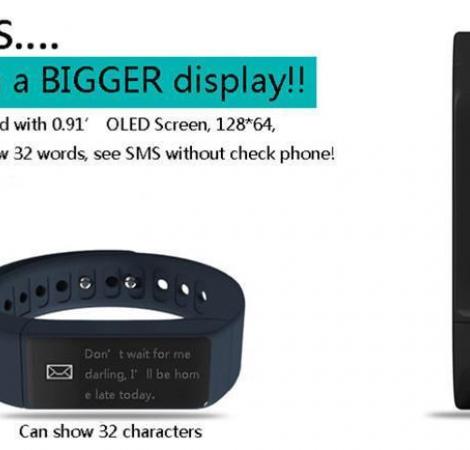 S....
a BIGGER display!!
d with 0.91′ OLED Screen, 128*64,
w 32 words, see SMS without check phone!
Don't wait for me
darling, I'll be hom
e late today.
Can show 32 characters